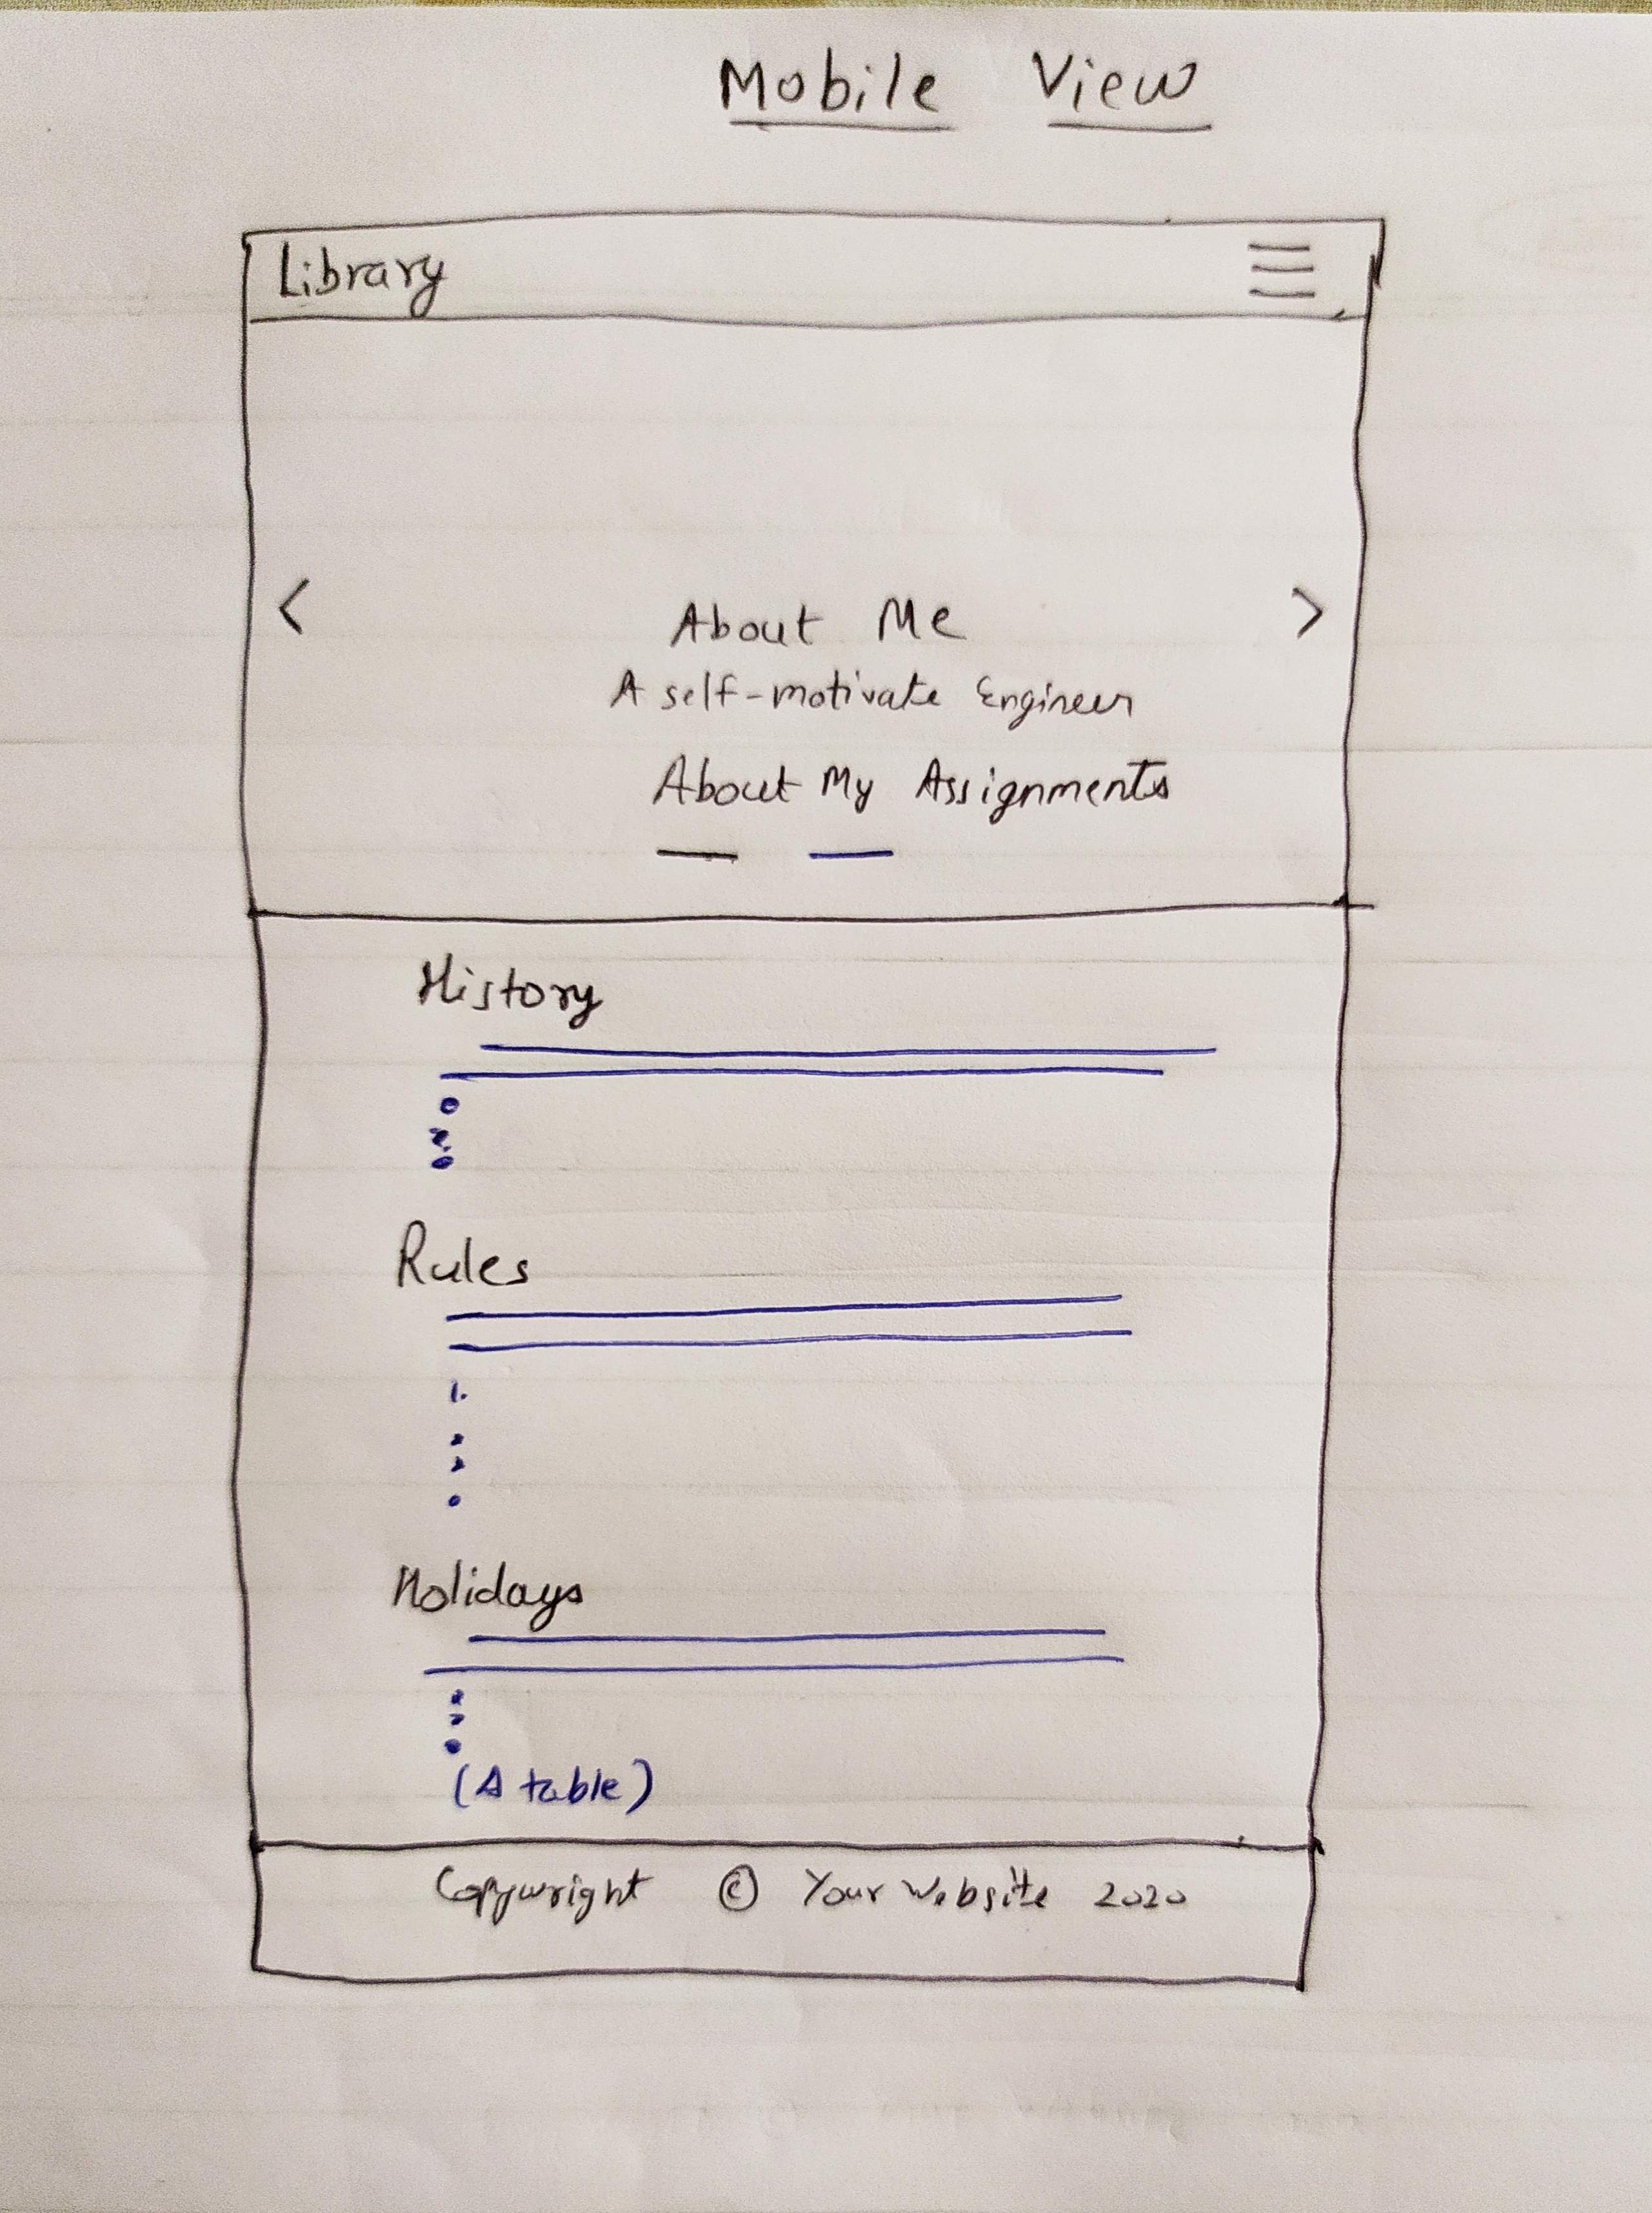 Mobile View
Library
< >
About Me
A self-motivate Engineer
About My Assignments
History
Rules
1.
Holidays
(A table)
Copywright © Your Website 2020